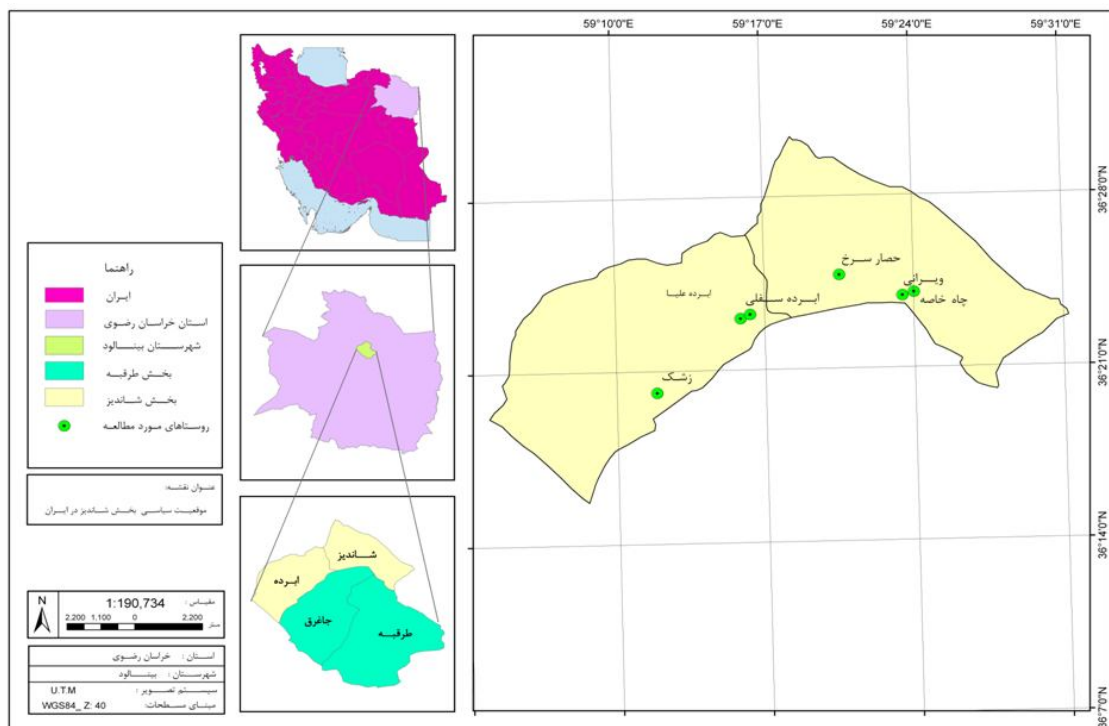 راهنما
ایران
استان خراسان رضوی
شهرستان بینالود
بخش طرقبه
بخش شاندیز
روستاهای مورد مطالعه
عنوان نقشه:
موقعیت سیاسی بخش شاندیز در ایران
N
مقیاس : 1:190,734
2,200 1,100 0 2,200 متر
استان : خراسان رضوی
شهرستان : بینالود
سیستم تصویر : U.T.M
مبنای مسطحات: WGS84_ Z: 40
شاندیز
ابرده
جاغرق
طرقبه
59°10'0"E 59°17'0"E 59°24'0"E 59°31'0"E
36°28'0"N
36°21'0"N
36°14'0"N
36°7'0"N
حصار سرخ
ویرانی
چاه خاصه
ابرده علیا
ابرده سفلی
زشک